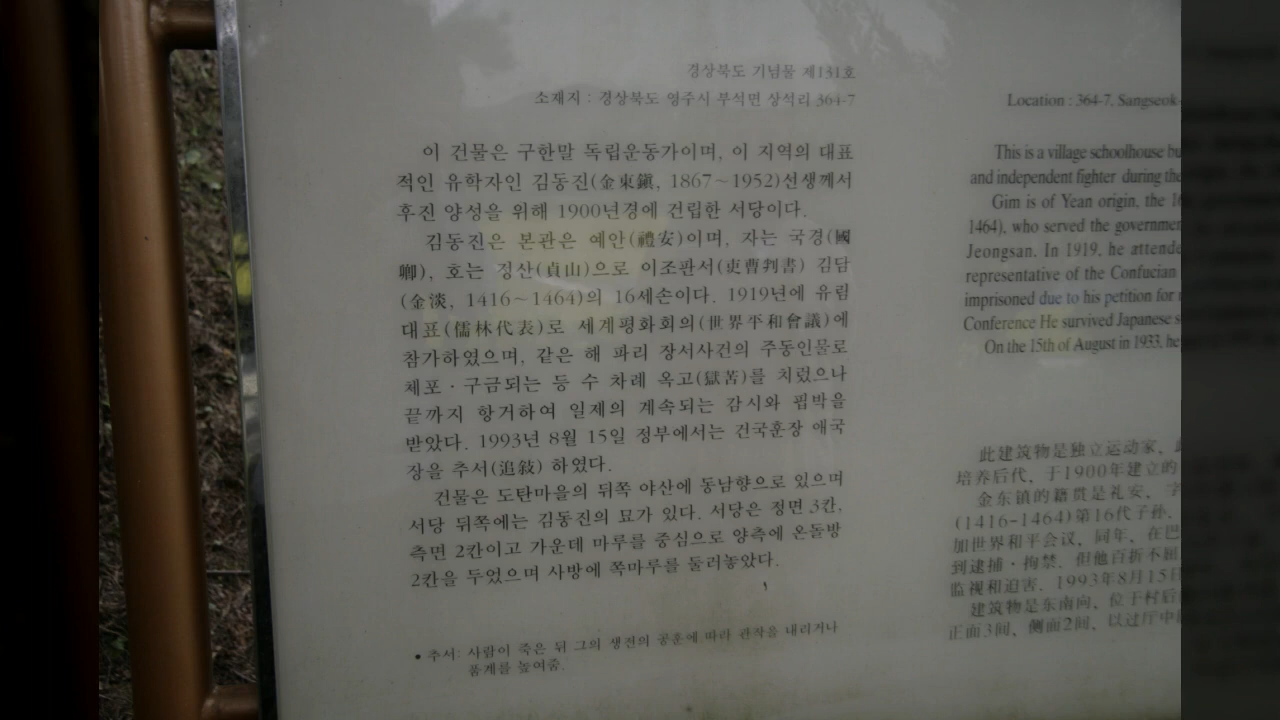 경상북도 기념물 제131호
소재지 : 경상북도 영주시 부석면 상석리 364-7
이 건물은 구한말 독립운동가이며, 이 지역의 대표
적인 유학자인 김동진(金東鎭, 1867~1952)선생께서
후진 양성을 위해 1900년경에 건립한 서당이다.
김동진은 본관은 예안(禮安)이며, 자는 국경(國
卿), 호는 정산(貞山)으로 이조판서(吏曹判書) 김담
(金淡, 1416~1464)의 16세손이다. 1919년에 유림
대표(儒林代表)로 세계평화회의(世界平和會議)에
참가하였으며, 같은 해 파리 장서사건의 주동인물로
체포·구금되는 등 수 차례 옥고(獄苦)를 치렀으나
끝까지 항거하여 일제의 계속되는 감시와 핍박을
받았다. 1993년 8월 15일 정부에서는 건국훈장 애국
장을 추서(追敍) 하였다.
건물은 도탄마을의 뒤쪽 야산에 동남향으로 있으며
서당 뒤쪽에는 김동진의 묘가 있다. 서당은 정면 3칸,
측면 2칸이고 가운데 마루를 중심으로 양측에 온돌방
2칸을 두었으며 사방에 쪽마루를 둘러놓았다.
• 추서: 사람이 죽은 뒤 그의 생전의 공훈에 따라 관작을 내리거나
품계를 높여줌.
Location : 364-7, Sangseok
This is a village schoolhouse
and independent fighter during the
Gim is of Yean origin, the
1464), who served the
Jeongsan. In 1919, he attende
representative of the Confucian
imprisoned due to his petition for
Conference He survived Japanese
On the 15th of August in 1933, he
此建筑物是独立运动家,
培养后代, 于1900年建立的
金东镇的籍贯是礼安,
(1416-1464)第16代子孙.
加世界和平会议, 同年, 在巴
到逮捕·拘禁. 但他百折不屈
监视和迫害. 1993年8月15日
建筑物是东南向, 位于村后
正面3间, 侧面2间, 以过厅中